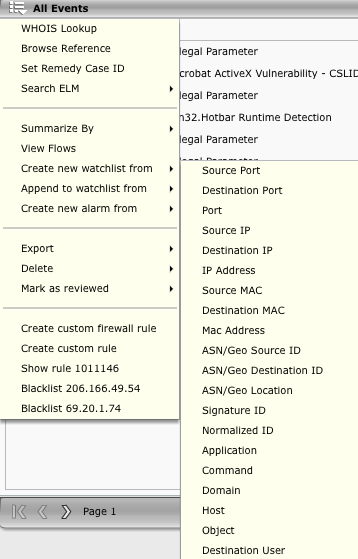 All Events
WHOIS Lookup
Browse Reference
Set Remedy Case ID
Search ELM
Summarize By
View Flows
Create new watchlist from
Append to watchlist from
Create new alarm from
Export
Delete
Mark as reviewed
Create custom firewall rule
Create custom rule
Show rule 1011146
Blacklist 206.166.49.54
Blacklist 69.20.1.74
legal Parameter
crobat ActiveX Vulnerability - CSLID
legal Parameter
n32.Hotbar Runtime Detection
legal Parameter
legal Parameter
Source Port
Destination Port
Port
Source IP
Destination IP
IP Address
Source MAC
Destination MAC
Mac Address
ASN/Geo Source ID
ASN/Geo Destination ID
ASN/Geo Location
Signature ID
Normalized ID
Application
Command
Domain
Host
Object
Destination User
Page 1